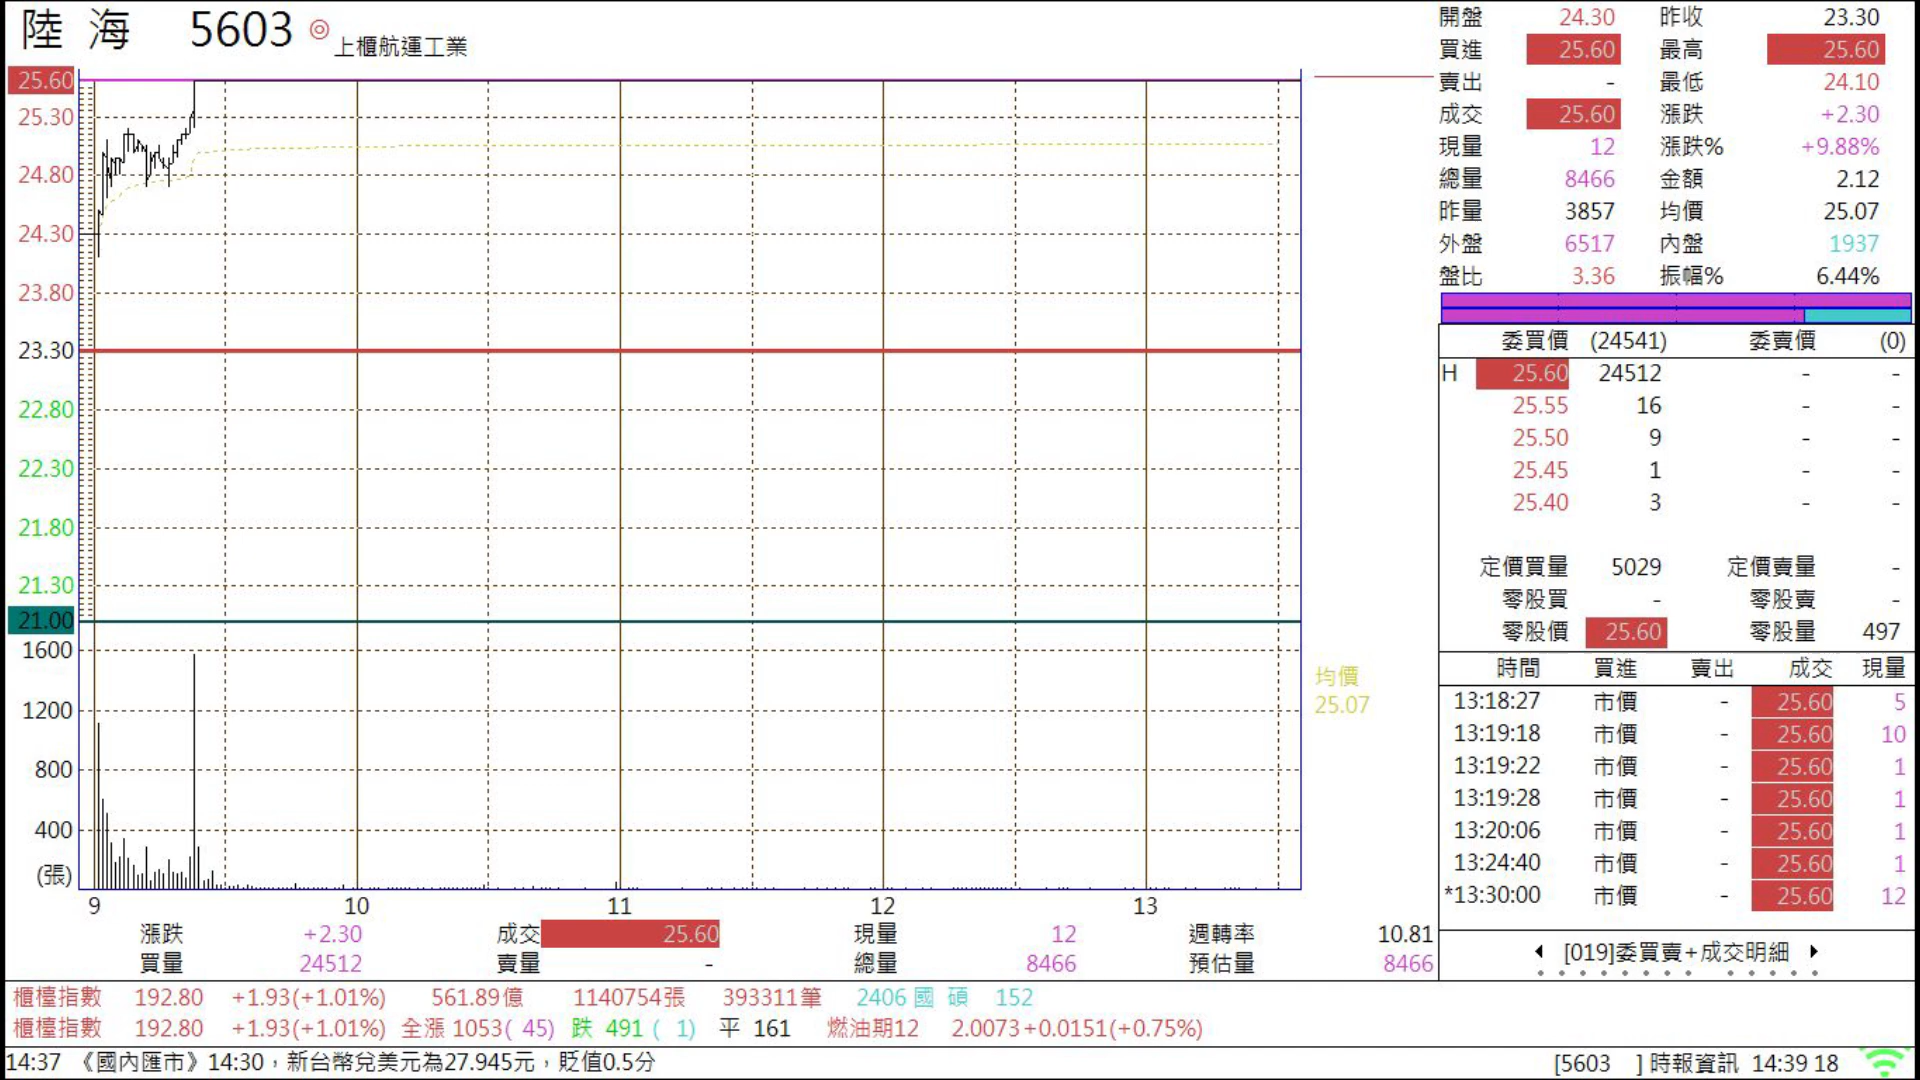 陸 海 5603 ◎ 上櫃航運工業
25.60
25.30
24.80
24.30
23.80
23.30
22.80
22.30
21.80
21.30
21.00
1600
1200
800
400
(張)
9 10 11 12 13
均價
25.07
開盤 24.30 昨收 23.30
買進 25.60 最高 25.60
賣出 - 最低 24.10
成交 25.60 漲跌 +2.30
現量 12 漲跌% +9.88%
總量 8466 金額 2.12
昨量 3857 均價 25.07
外盤 6517 內盤 1937
盤比 3.36 振幅% 6.44%
委買價 (24541) 委賣價 (0)
H 25.60 24512 - -
25.55 16 - -
25.50 9 - -
25.45 1 - -
25.40 3 - -
定價買量 5029 定價賣量 -
零股買 - 零股賣 -
零股價 25.60 零股量 497
時間 買進 賣出 成交 現量
13:18:27 市價 - 25.60 5
13:19:18 市價 - 25.60 10
13:19:22 市價 - 25.60 1
13:19:28 市價 - 25.60 1
13:20:06 市價 - 25.60 1
13:24:40 市價 - 25.60 1
*13:30:00 市價 - 25.60 12
[019]委買賣+成交明細
漲跌 +2.30 成交 25.60 現量 12 週轉率 10.81
買量 24512 賣量 - 總量 8466 預估量 8466
櫃檯指數 192.80 +1.93(+1.01%) 561.89億 1140754張 393311筆 2406 國 碩 152
櫃檯指數 192.80 +1.93(+1.01%) 全漲 1053( 45) 跌 491 ( 1) 平 161 燃油期12 2.0073+0.0151(+0.75%)
14:37 《國內匯市》14:30，新台幣兌美元為27.945元，貶值0.5分 [5603 ] 時報資訊 14:39 18